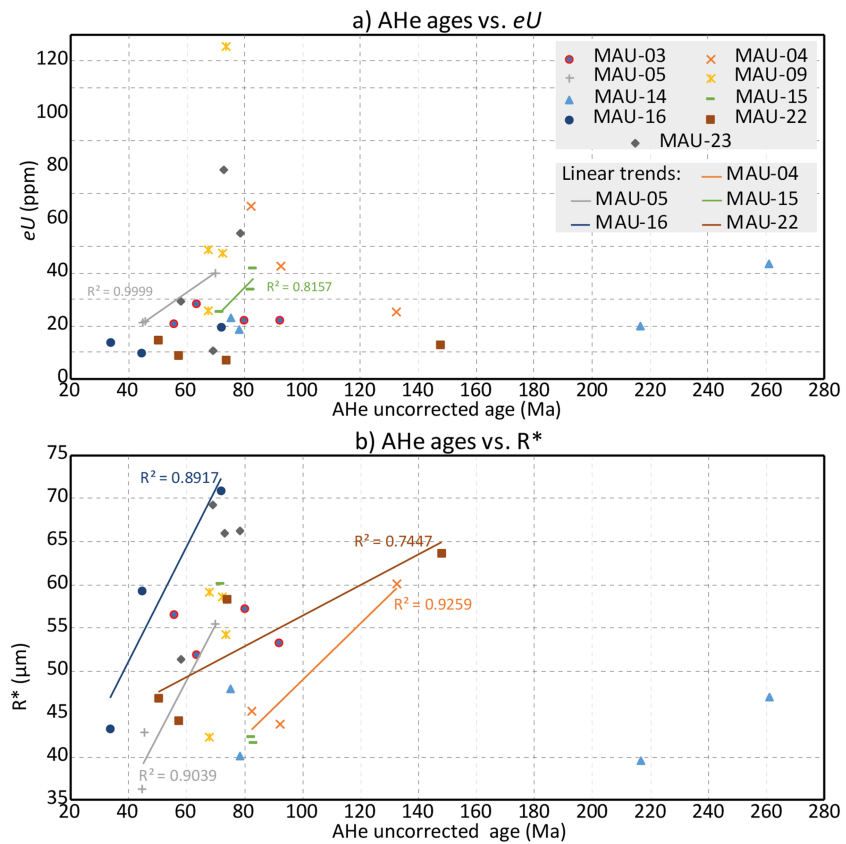 a) AHe ages vs. eU
120
100
80
60
40
20
0
eU (ppm)
MAU-03 MAU-04
MAU-05 MAU-09
MAU-14 MAU-15
MAU-16 MAU-22
MAU-23
Linear trends: MAU-04
MAU-05 MAU-15
MAU-16 MAU-22
R² = 0.9999
R² = 0.8157
20 40 60 80 100 120 140 160 180 200 220 240 260 280
AHe uncorrected age (Ma)
b) AHe ages vs. R*
75
70
65
60
55
50
45
40
35
R* (μm)
R² = 0.8917
R² = 0.7447
R² = 0.9259
R² = 0.9039
20 40 60 80 100 120 140 160 180 200 220 240 260 280
AHe uncorrected age (Ma)